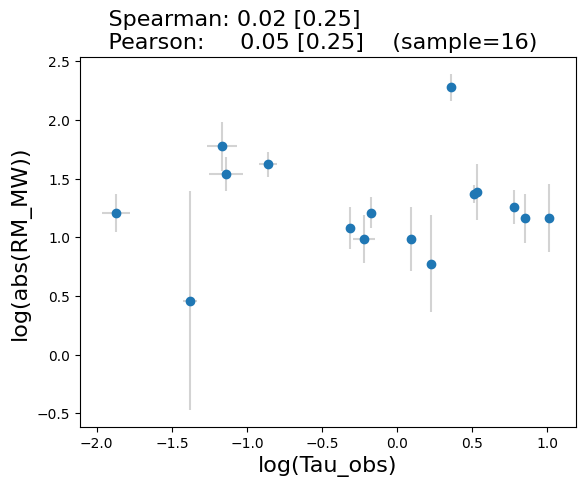 Spearman: 0.02 [0.25]
Pearson: 0.05 [0.25] (sample=16)
2.5
2.0
1.5
1.0
0.5
0.0
−0.5
log(abs(RM_MW))
−2.0 −1.5 −1.0 −0.5 0.0 0.5 1.0
log(Tau_obs)